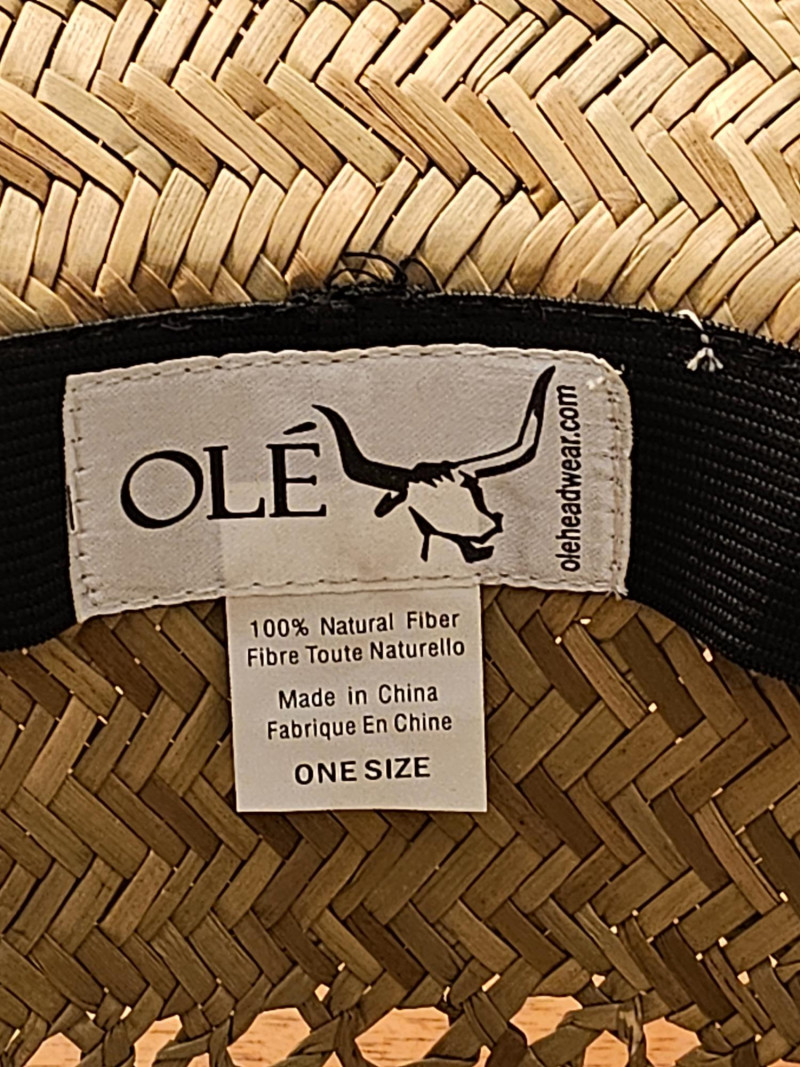 OLÉ
oleheadwear.com
100% Natural Fiber
Fibre Toute Naturello
Made in China
Fabrique En Chine
ONE SIZE